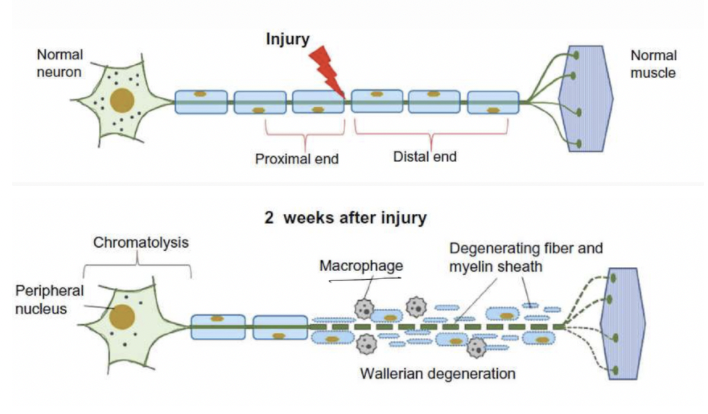 Injury
Normal
neuron
Normal
muscle
Proximal end
Distal end
2 weeks after injury
Chromatolysis
Macrophage
Degenerating fiber and
myelin sheath
Peripheral
nucleus
Wallerian degeneration